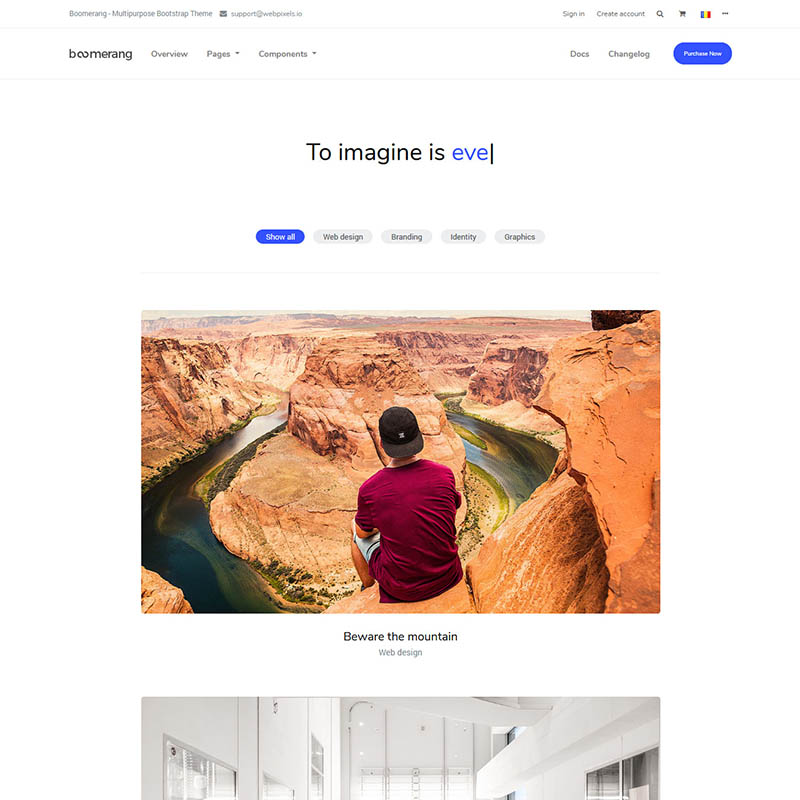 Boomerang - Multipurpose Bootstrap Theme support@webpixels.io Sign in Create account
boomerang Overview Pages Components Docs Changelog Purchase Now
To imagine is eve|
Show all Web design Branding Identity Graphics
Beware the mountain
Web design